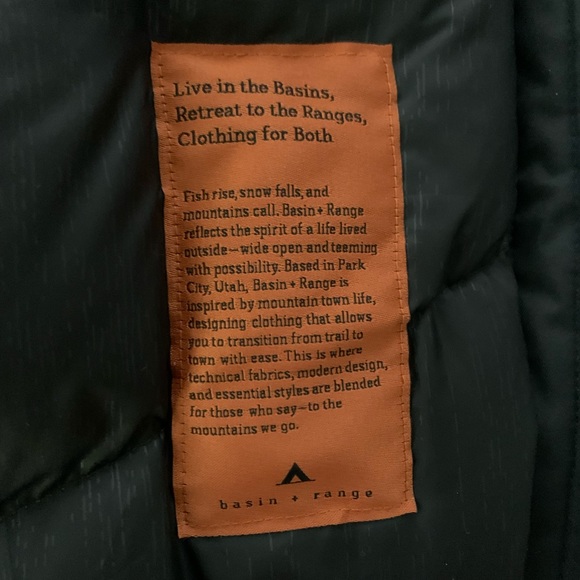 Live in the Basins,
Retreat to the Ranges,
Clothing for Both
Fish rise, snow falls, and
mountains call. Basin + Range
reflects the spirit of a life lived
outside—wide open and teeming
with possibility. Based in Park
City, Utah, Basin + Range is
inspired by mountain town life,
designing clothing that allows
you to transition from trail to
town with ease. This is where
technical fabrics, modern design,
and essential styles are blended
for those who say—to the
mountains we go.
basin + range